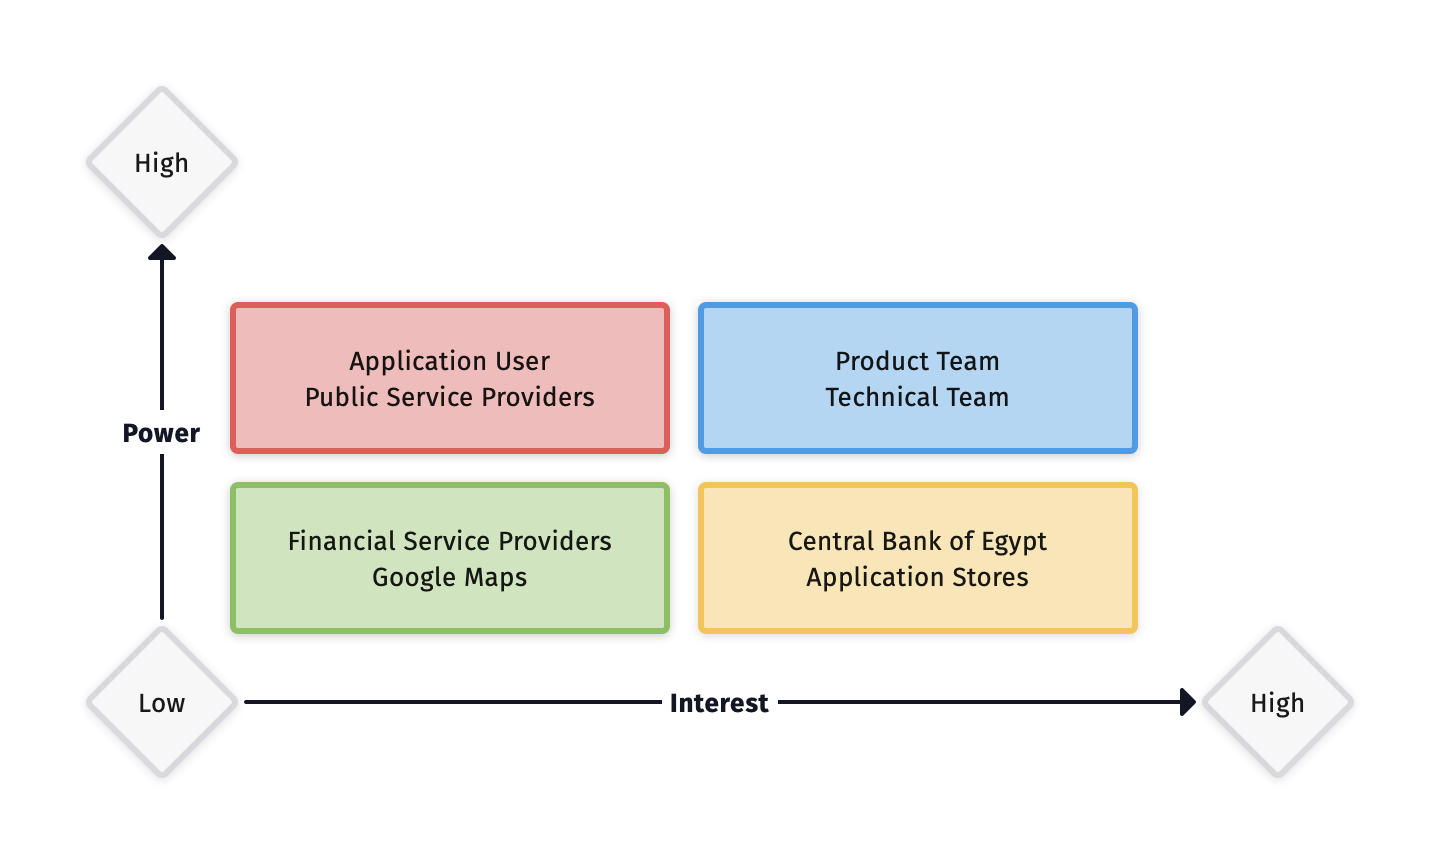 High
Application User
Public Service Providers
Product Team
Technical Team
Power
Financial Service Providers
Google Maps
Central Bank of Egypt
Application Stores
Low
Interest
High